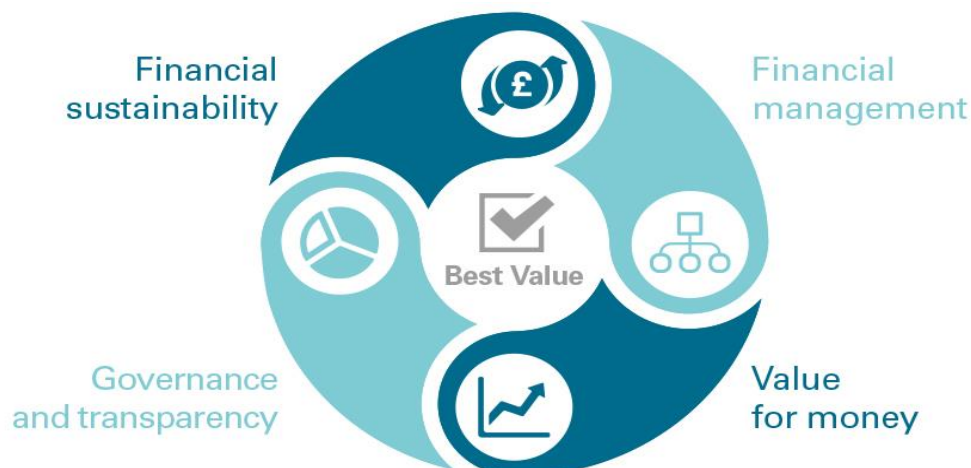 Financial
sustainability
Financial
management
£
Best Value
Governance
and transparency
Value
for money